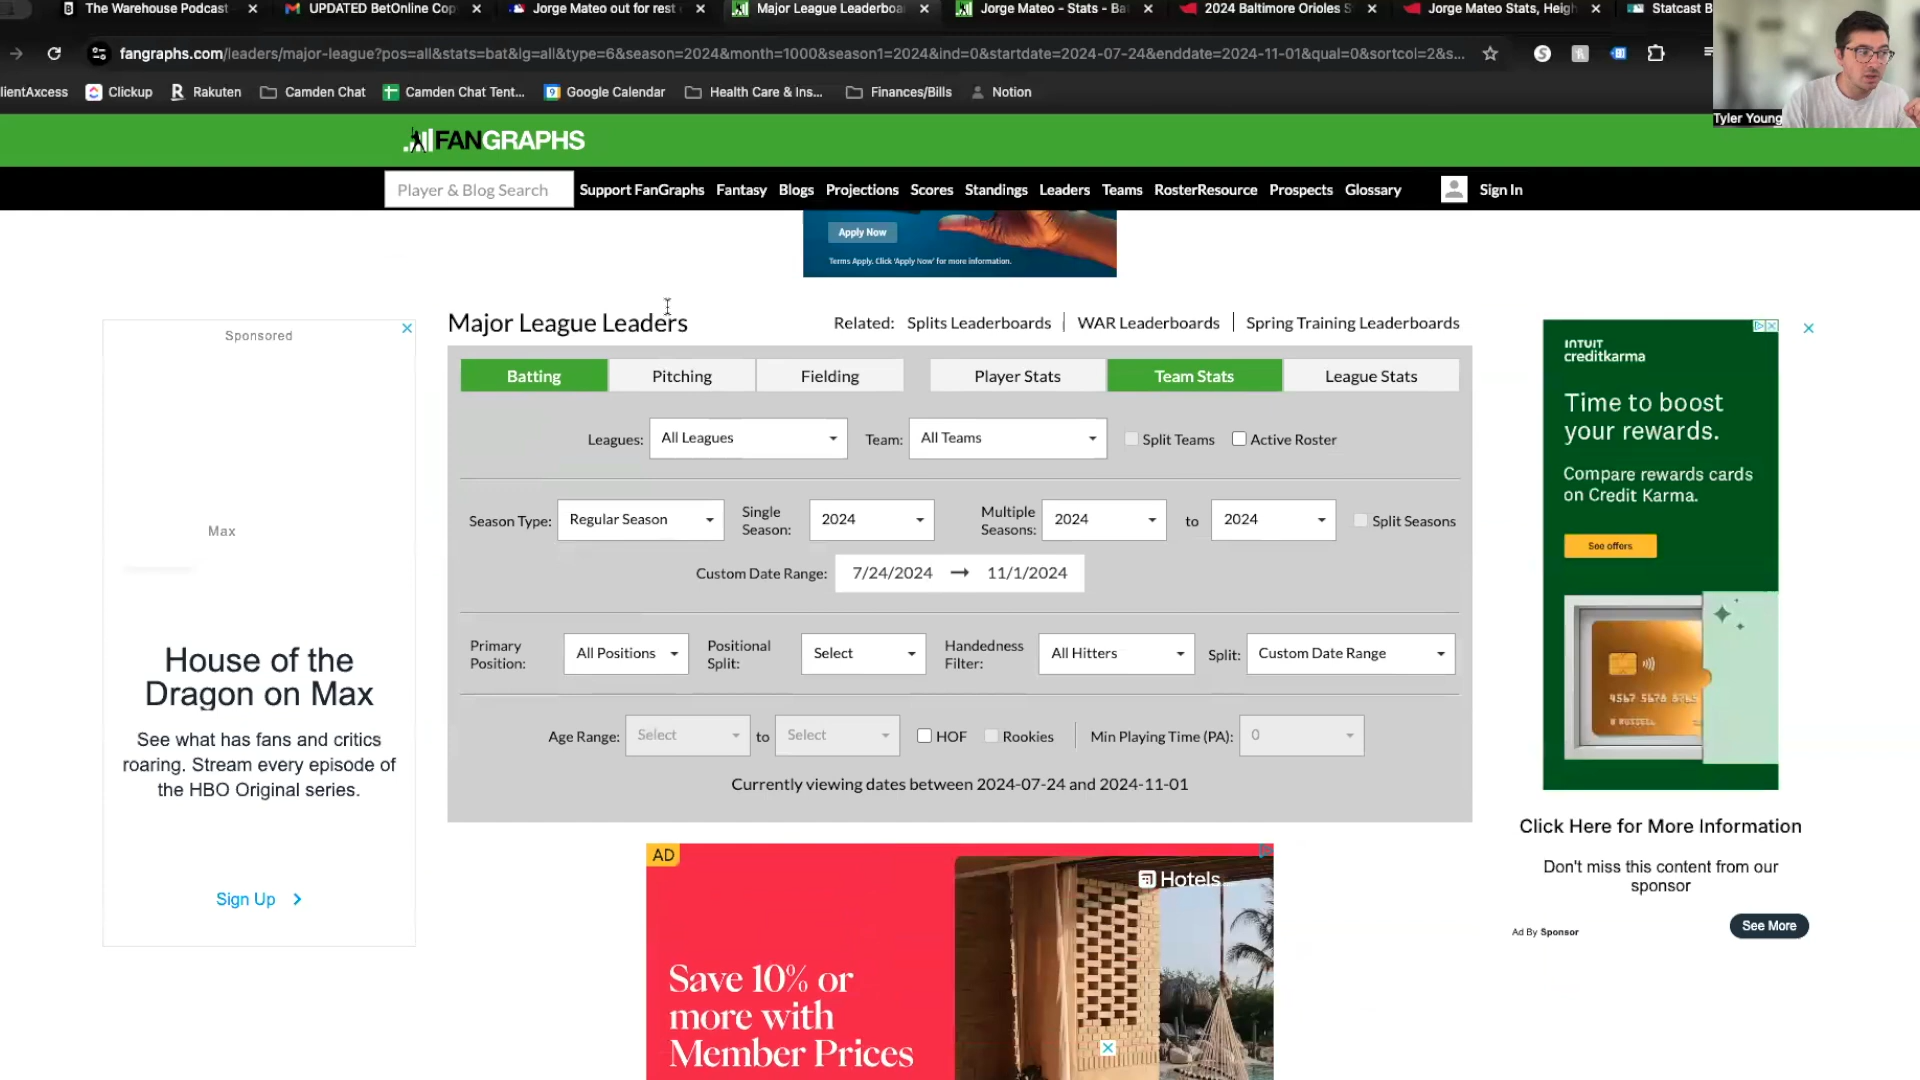 The Warehouse Podcast
UPDATED BetOnline Cop
Jorge Mateo out for rest
Major League Leaderboa
Jorge Mateo - Stats - Ba
2024 Baltimore Orioles S
Jorge Mateo Stats, Heigh
Statcast B
fangraphs.com/leaders/major-league?pos=all&stats=bat&lg=all&type=6&season=2024&month=1000&season1=2024&ind=0&startdate=2024-07-24&enddate=2024-11-01&qual=0&sortcol=2&s...
lientAxcess
Clickup
Rakuten
Camden Chat
Camden Chat Tent...
Google Calendar
Health Care & Ins...
Finances/Bills
Notion
Tyler Young
FANGRAPHS
Player & Blog Search
Support FanGraphs Fantasy Blogs Projections Scores Standings Leaders Teams RosterResource Prospects Glossary
Sign In
Apply Now
Terms Apply. Click 'Apply Now' for more information.
Major League Leaders
Related: Splits Leaderboards | WAR Leaderboards | Spring Training Leaderboards
Batting Pitching Fielding Player Stats Team Stats League Stats
Leagues: All Leagues Team: All Teams Split Teams Active Roster
Season Type: Regular Season Single Season: 2024 Multiple Seasons: 2024 to 2024 Split Seasons
Custom Date Range: 7/24/2024 → 11/1/2024
Primary Position: All Positions Positional Split: Select Handedness Filter: All Hitters Split: Custom Date Range
Age Range: Select to Select HOF Rookies Min Playing Time (PA): 0
Currently viewing dates between 2024-07-24 and 2024-11-01
Sponsored
Max
House of the
Dragon on Max
See what has fans and critics
roaring. Stream every episode of
the HBO Original series.
Sign Up
AD
Hotels
Save 10% or
more with
Member Prices
INTUIT
creditkarma
Time to boost
your rewards.
Compare rewards cards
on Credit Karma.
See offers
Click Here for More Information
Don't miss this content from our
sponsor
Ad By Sponsor
See More